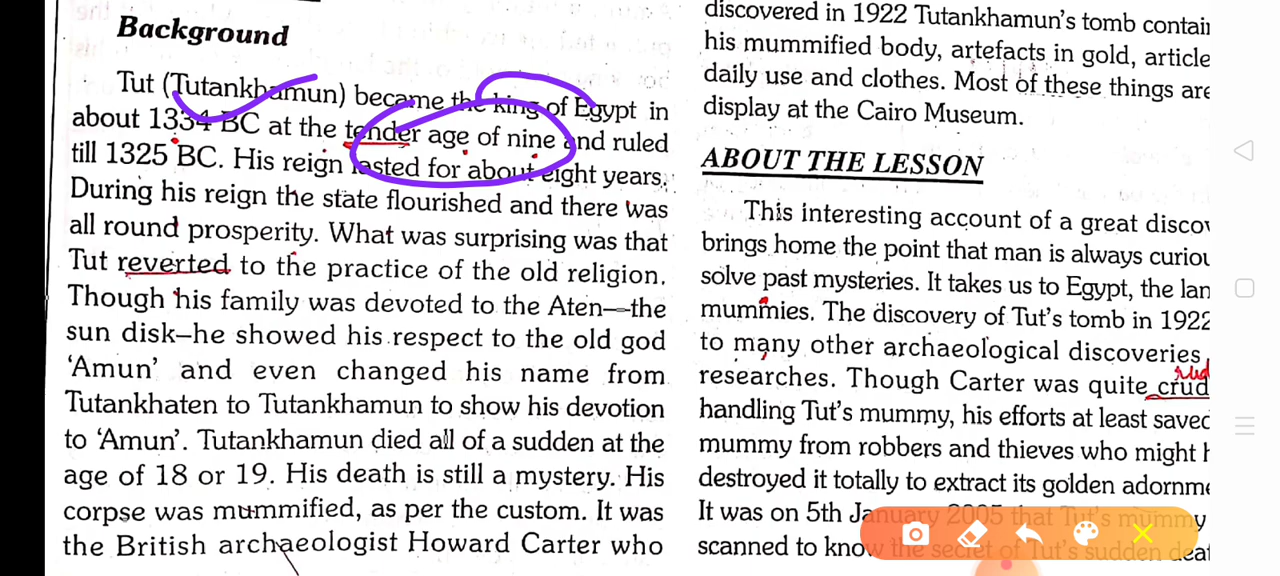 Background
Tut (Tutankhamun) became the king of Egypt in
about 1334 BC at the tender age of nine and ruled
till 1325 BC. His reign lasted for about eight years.
During his reign the state flourished and there was
all round prosperity. What was surprising was that
Tut reverted to the practice of the old religion.
Though his family was devoted to the Aten—the
sun disk—he showed his respect to the old god
‘Amun’ and even changed his name from
Tutankhaten to Tutankhamun to show his devotion
to ‘Amun’. Tutankhamun died all of a sudden at the
age of 18 or 19. His death is still a mystery. His
corpse was mummified, as per the custom. It was
the British archaeologist Howard Carter who
discovered in 1922 Tutankhamun’s tomb contain
his mummified body, artefacts in gold, article
daily use and clothes. Most of these things are
display at the Cairo Museum.
ABOUT THE LESSON
This interesting account of a great discov
brings home the point that man is always curiou
solve past mysteries. It takes us to Egypt, the lan
mummies. The discovery of Tut’s tomb in 1922
to many other archaeological discoveries
researches. Though Carter was quite crud
handling Tut’s mummy, his efforts at least saved
mummy from robbers and thieves who might h
destroyed it totally to extract its golden adornme
It was on 5th January 2005 that Tut’s mummy
scanned to know the secret of Tut’s sudden deat